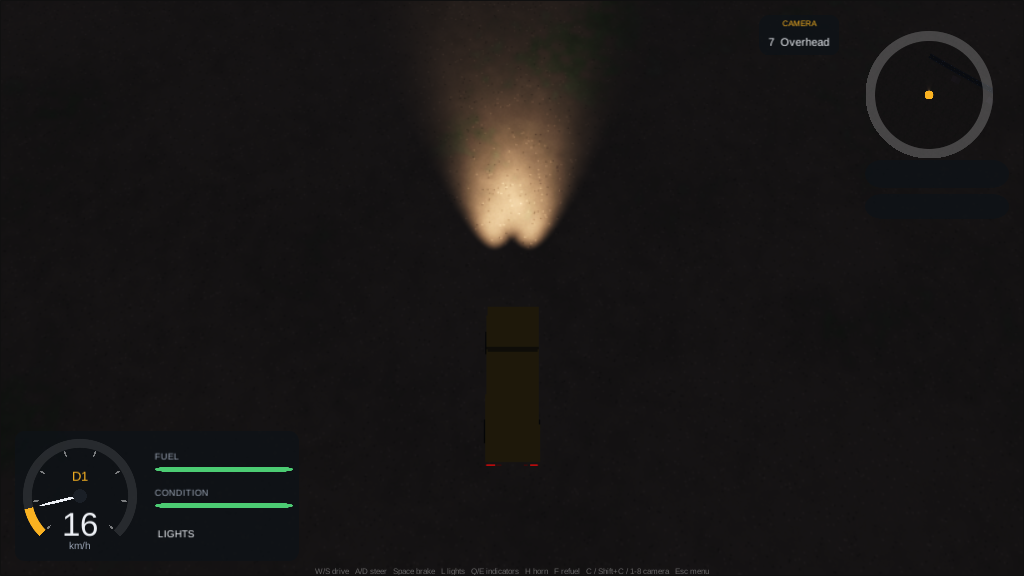 CAMERA
7 Overhead
FUEL
D1
CONDITION
16
km/h
LIGHTS
W/S drive A/D steer Space brake L lights Q/E indicators H horn F refuel C / Shift+C / 1-8 camera Esc menu